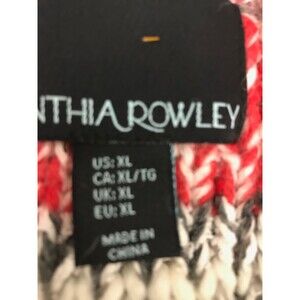 NTHIA ROWLEY
US: XL
CA: XL/TG
UK: XL
EU: XL
MADE IN
CHINA